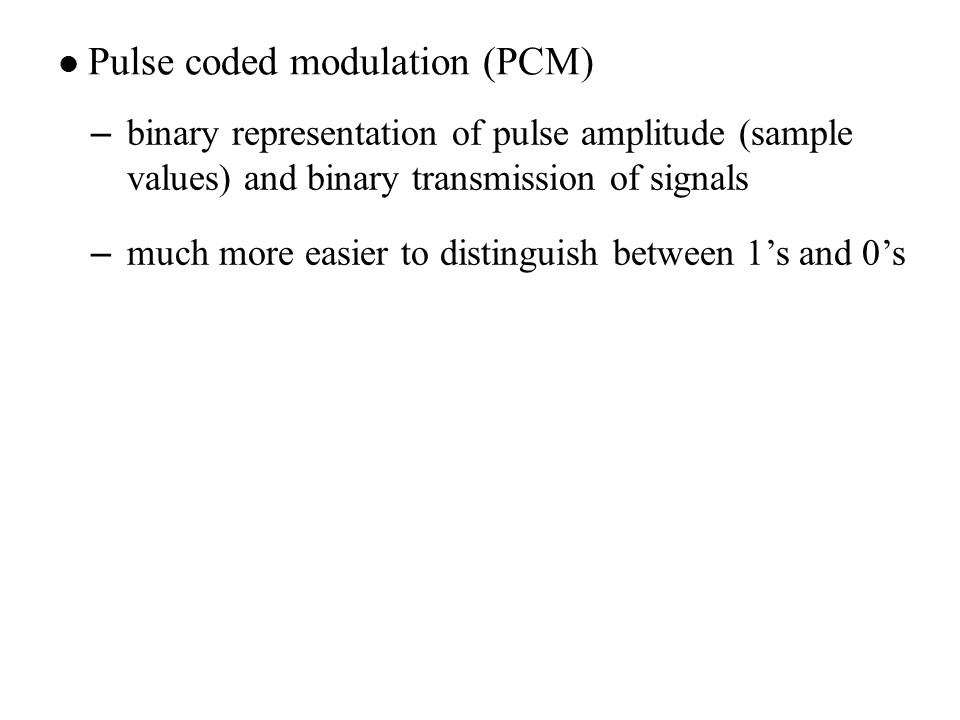 ● Pulse coded modulation (PCM)
– binary representation of pulse amplitude (sample
values) and binary transmission of signals
– much more easier to distinguish between 1’s and 0’s